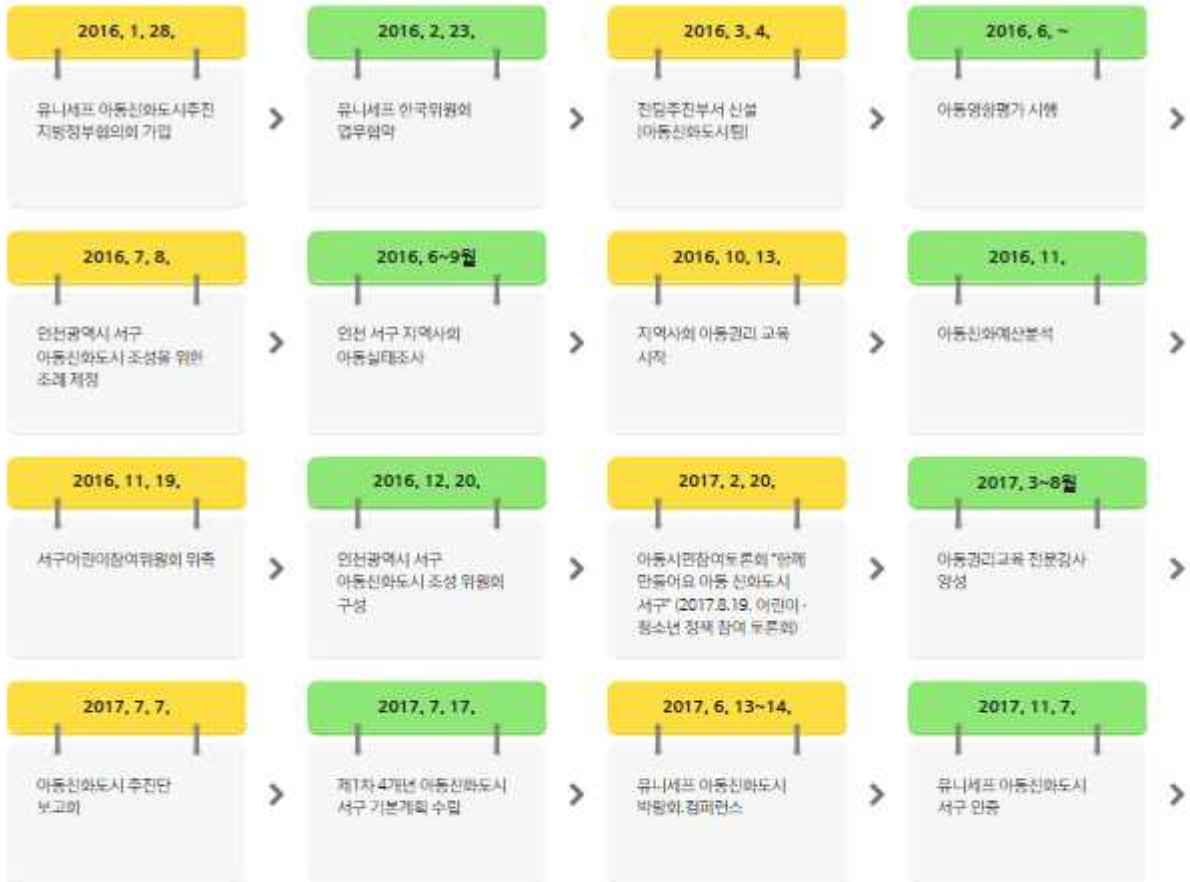 2016, 1, 28,
유니세프 아동친화도시추진
지방정부협의회 가입
2016, 2, 23,
유니세프 한국위원회
업무협약
2016, 3, 4,
전담추진부서 신설
(아동친화도시팀)
2016, 6, ~
아동영향평가 시행
2016, 7, 8,
인천광역시 서구
아동친화도시 조성을 위한
조례 제정
2016, 6~9월
인천 서구 지역사회
아동실태조사
2016, 10, 13,
지역사회 아동권리 교육
시작
2016, 11,
아동친화예산분석
2016, 11, 19,
서구어린이참여위원회 위촉
2016, 12, 20,
인천광역시 서구
아동친화도시 조성 위원회
구성
2017, 2, 20,
아동시민참여토론회 "함께
만들어요 아동 친화도시
서구" (2017.8.19. 어린이·
청소년 정책 참여 토론회)
2017, 3~8월
아동권리교육 전문강사
양성
2017, 7, 7,
아동친화도시 추진단
보고회
2017, 7, 17,
제1차 4개년 아동친화도시
서구 기본계획 수립
2017, 6, 13~14,
유니세프 아동친화도시
박람회.컨퍼런스
2017, 11, 7,
유니세프 아동친화도시
서구 인증